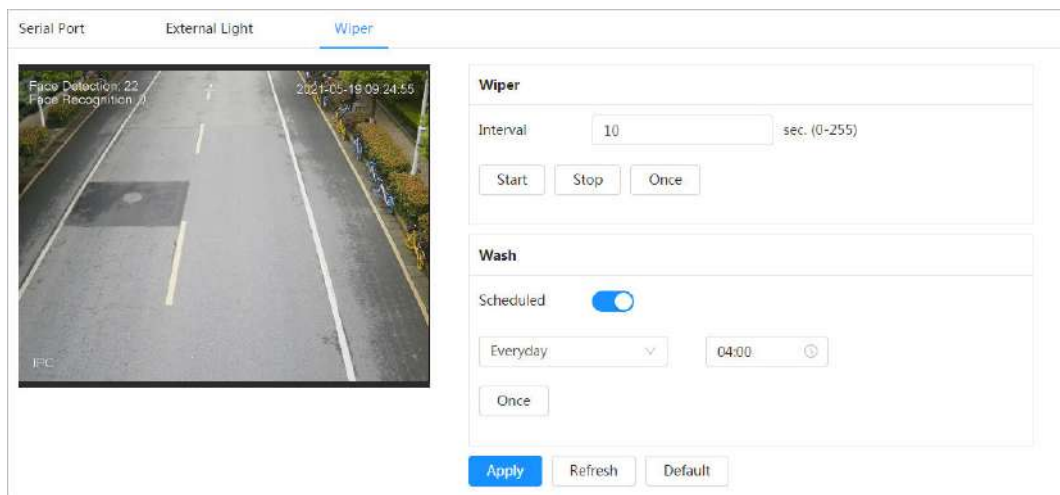 Serial Port External Light Wiper
Face Detection: 22 2021-05-19 09:24:55
Face Recognition: 0
IPC
Wiper
Interval 10 sec. (0-255)
Start Stop Once
Wash
Scheduled
Everyday 04:00
Once
Apply Refresh Default